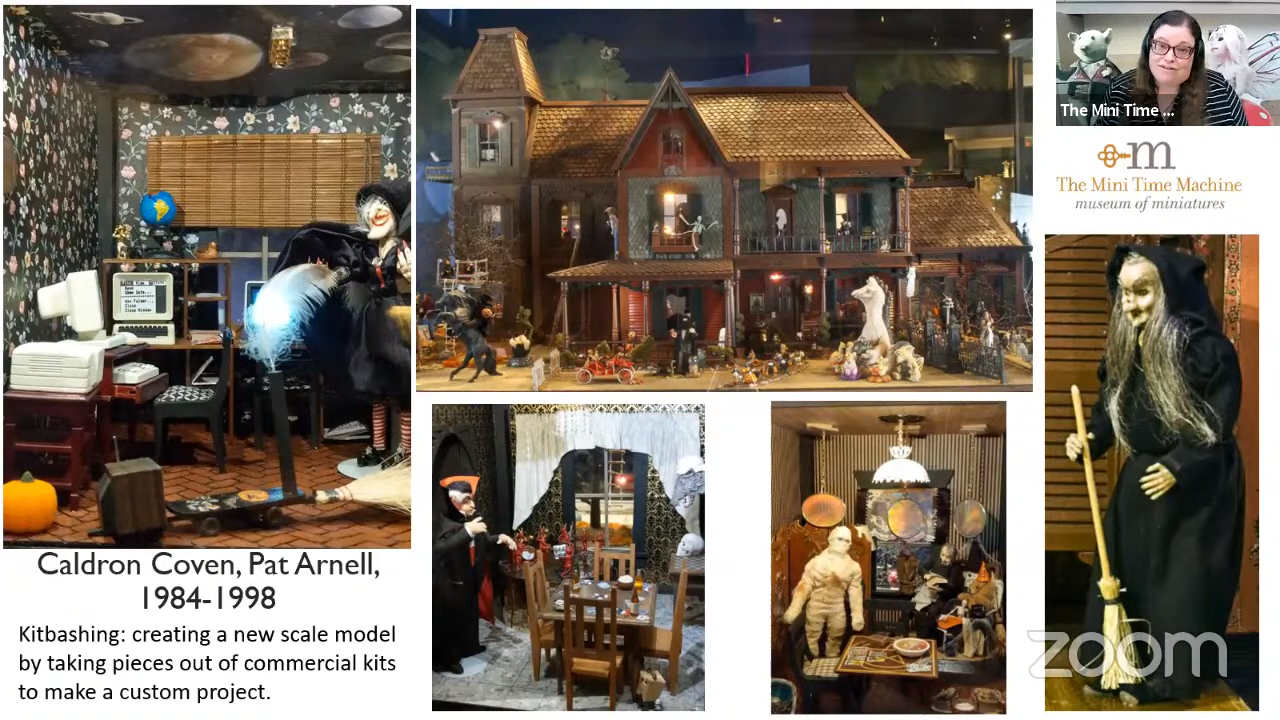 The Mini Time ...
m
The Mini Time Machine
museum of miniatures
Caldron Coven, Pat Arnell,
1984-1998
Kitbashing: creating a new scale model
by taking pieces out of commercial kits
to make a custom project.
zoom